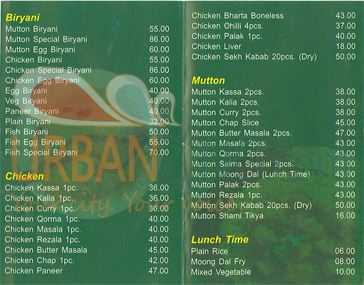 Biryani
Mutton Biryani 55.00
Mutton Special Biryani 86.00
Mutton Egg Biryani 60.00
Chicken Biryani 55.00
Chicken Special Biryani 86.00
Chicken Egg Biryani 60.00
Egg Biryani 40.00
Veg Biryani 40.00
Paneer Biryani 40.00
Plain Biryani 32.00
Fish Biryani 50.00
Fish Egg Biryani 55.00
Fish Special Biryani 70.00
Chicken
Chicken Kassa 1pc. 36.00
Chicken Kalia 1pc. 36.00
Chicken Curry 1pc. 36.00
Chicken Qorma 1pc. 40.00
Chicken Masala 1pc. 40.00
Chicken Rezala 1pc. 40.00
Chicken Butter Masala 45.00
Chicken Chap 1pc. 42.00
Chicken Paneer 47.00
Chicken Bharta Boneless 43.00
Chicken Chilli 4pcs. 37.00
Chicken Palak 1pc. 40.00
Chicken Liver 18.00
Chicken Sekh Kabab 20pcs. (Dry) 50.00
Mutton
Mutton Kassa 2pcs. 38.00
Mutton Kalia 2pcs. 38.00
Mutton Curry 2pcs. 38.00
Mutton Chap Slice 45.00
Mutton Butter Masala 2pcs. 47.00
Mutton Masala 2pcs. 43.00
Mutton Qorma 2pcs.
Mutton Salma Special 2pcs. 43.00
Mutton Moong Dal (Lunch Time) 43.00
Mutton Palak 2pcs.
Mutton Rezala 1pc. 43.00
Mutton Sekh Kabab 20pcs. (Dry) 50.00
Mutton Shami Tikya 16.00
Lunch Time
Plain Rice 06.00
Moong Dal Fry 08.00
Mixed Vegetable 10.00
URBAN